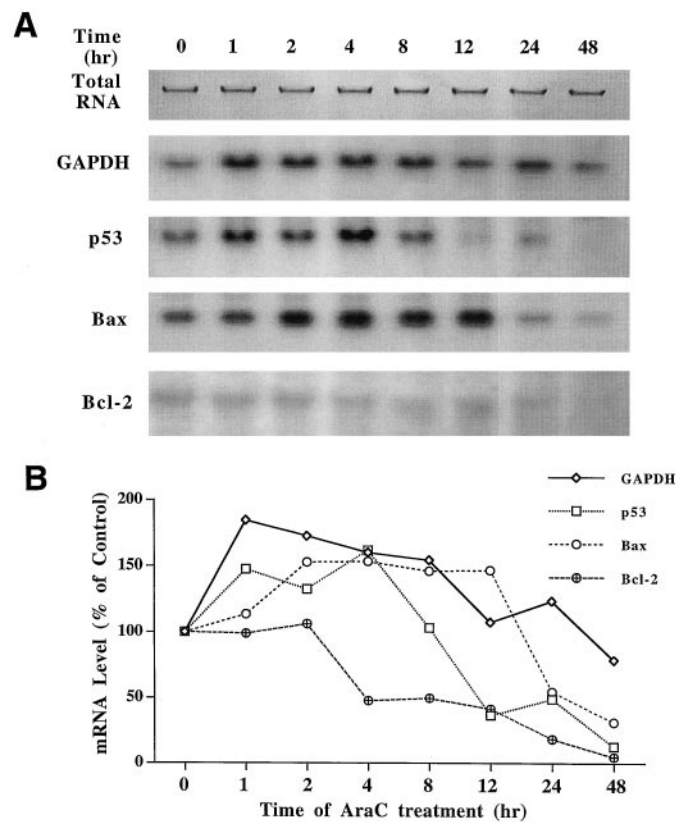 A
Time (hr) 0 1 2 4 8 12 24 48
Total RNA
GAPDH
p53
Bax
Bcl-2
B
GAPDH
p53
Bax
Bcl-2
mRNA Level (% of Control)
200
150
100
50
0
0 1 2 4 8 12 24 48
Time of AraC treatment (hr)